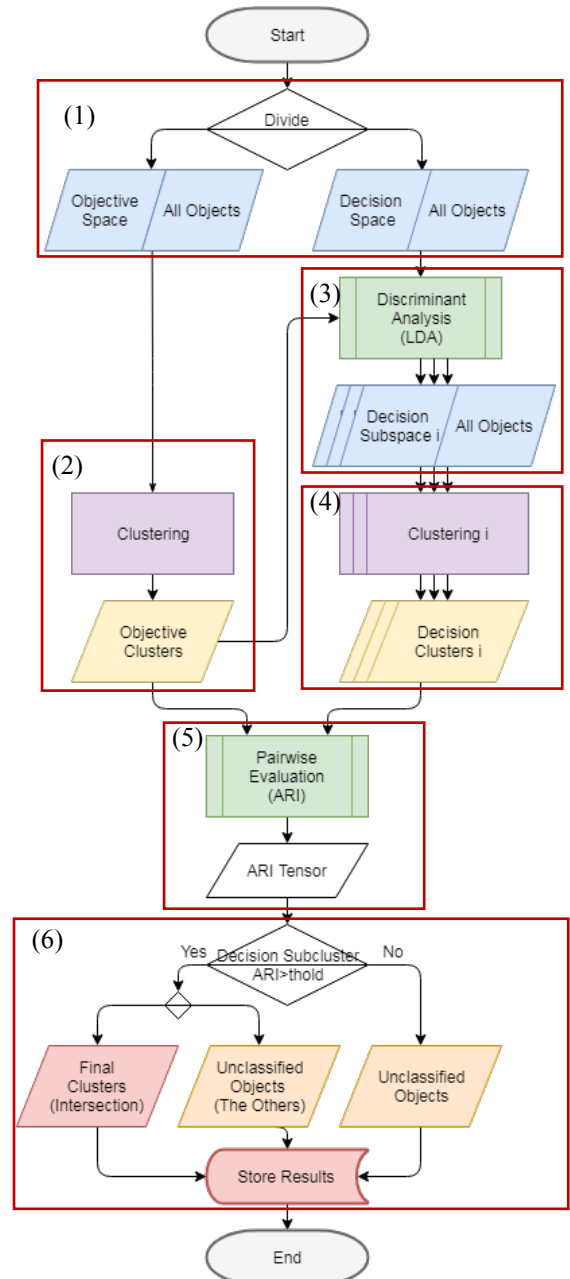 Start
(1)
Divide
Objective
Space
All Objects
Decision
Space
All Objects
(3)
Discriminant
Analysis
(LDA)
Decision
Subspace i
All Objects
(2)
Clustering
(4)
Clustering i
Objective
Clusters
Decision
Clusters i
(5)
Pairwise
Evaluation
(ARI)
ARI Tensor
(6)
Yes
Decision Subcluster
ARI>thold
No
Final
Clusters
(Intersection)
Unclassified
Objects
(The Others)
Unclassified
Objects
Store Results
End